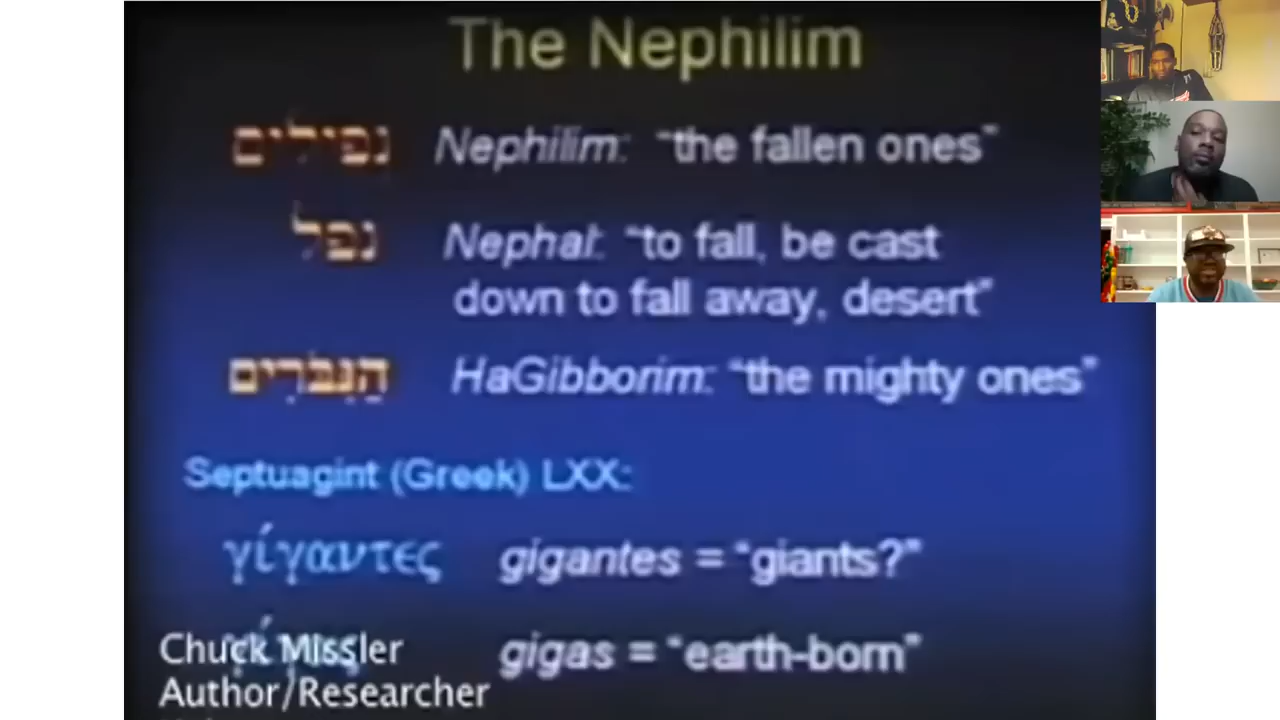 The Nephilim
נפילים Nephilim: “the fallen ones”
נפל Nephal: “to fall, be cast
down to fall away, desert”
הַגִּבֹּרִים HaGibborim: “the mighty ones”
Septuagint (Greek) LXX:
γίγαντες gigantes = “giants?”
gigas = “earth-born”
Chuck Missler
Author/Researcher